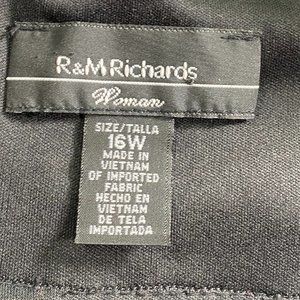 R&M Richards
Woman
SIZE/TALLA
16W
MADE IN
VIETNAM
OF IMPORTED
FABRIC
HECHO EN
VIETNAM
DE TELA
IMPORTADA